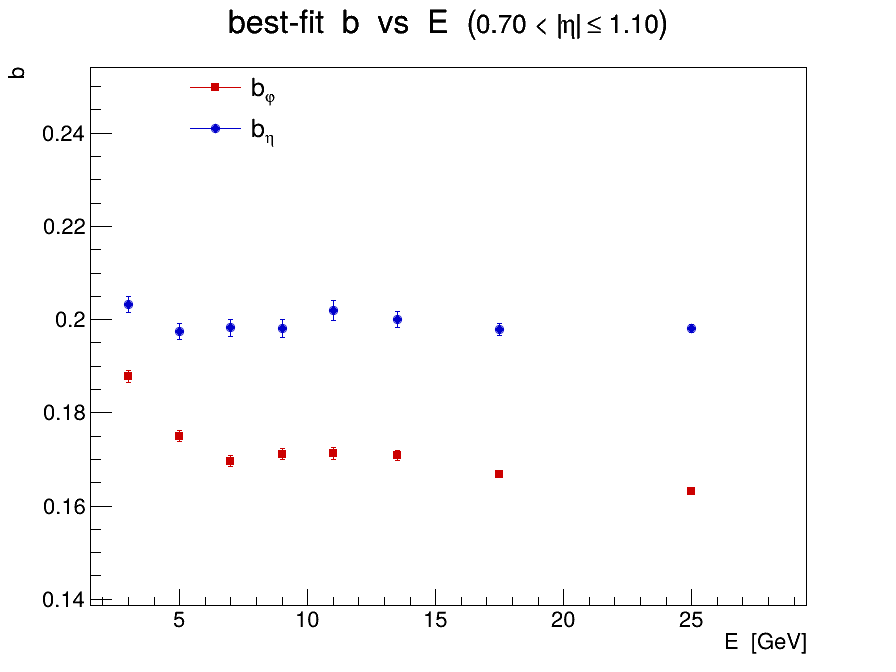 best-fit b vs E (0.70 < |η| ≤ 1.10)
b
b_φ
b_η
0.24
0.22
0.2
0.18
0.16
0.14
5 10 15 20 25
E [GeV]